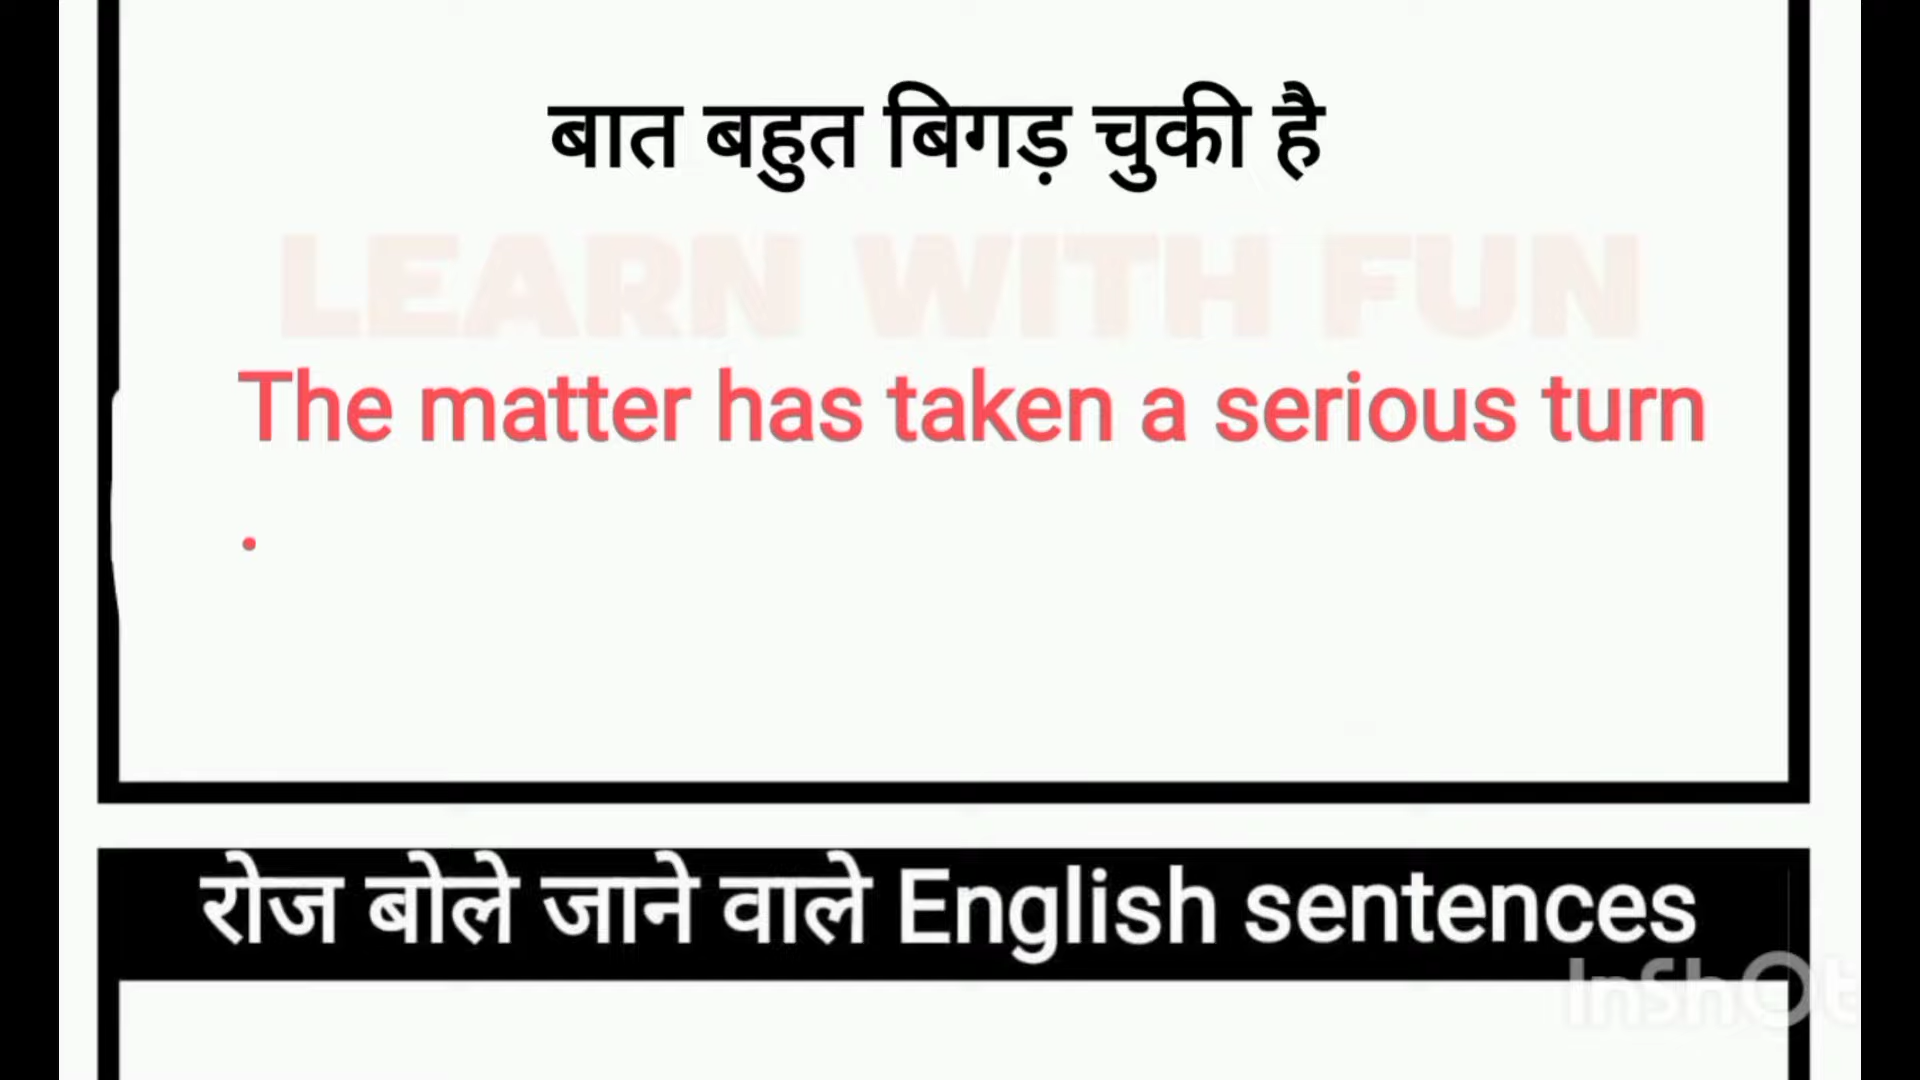 बात बहुत बिगड़ चुकी है
LEARN WITH FUN
The matter has taken a serious turn
.
रोज बोले जाने वाले English sentences
InShOt